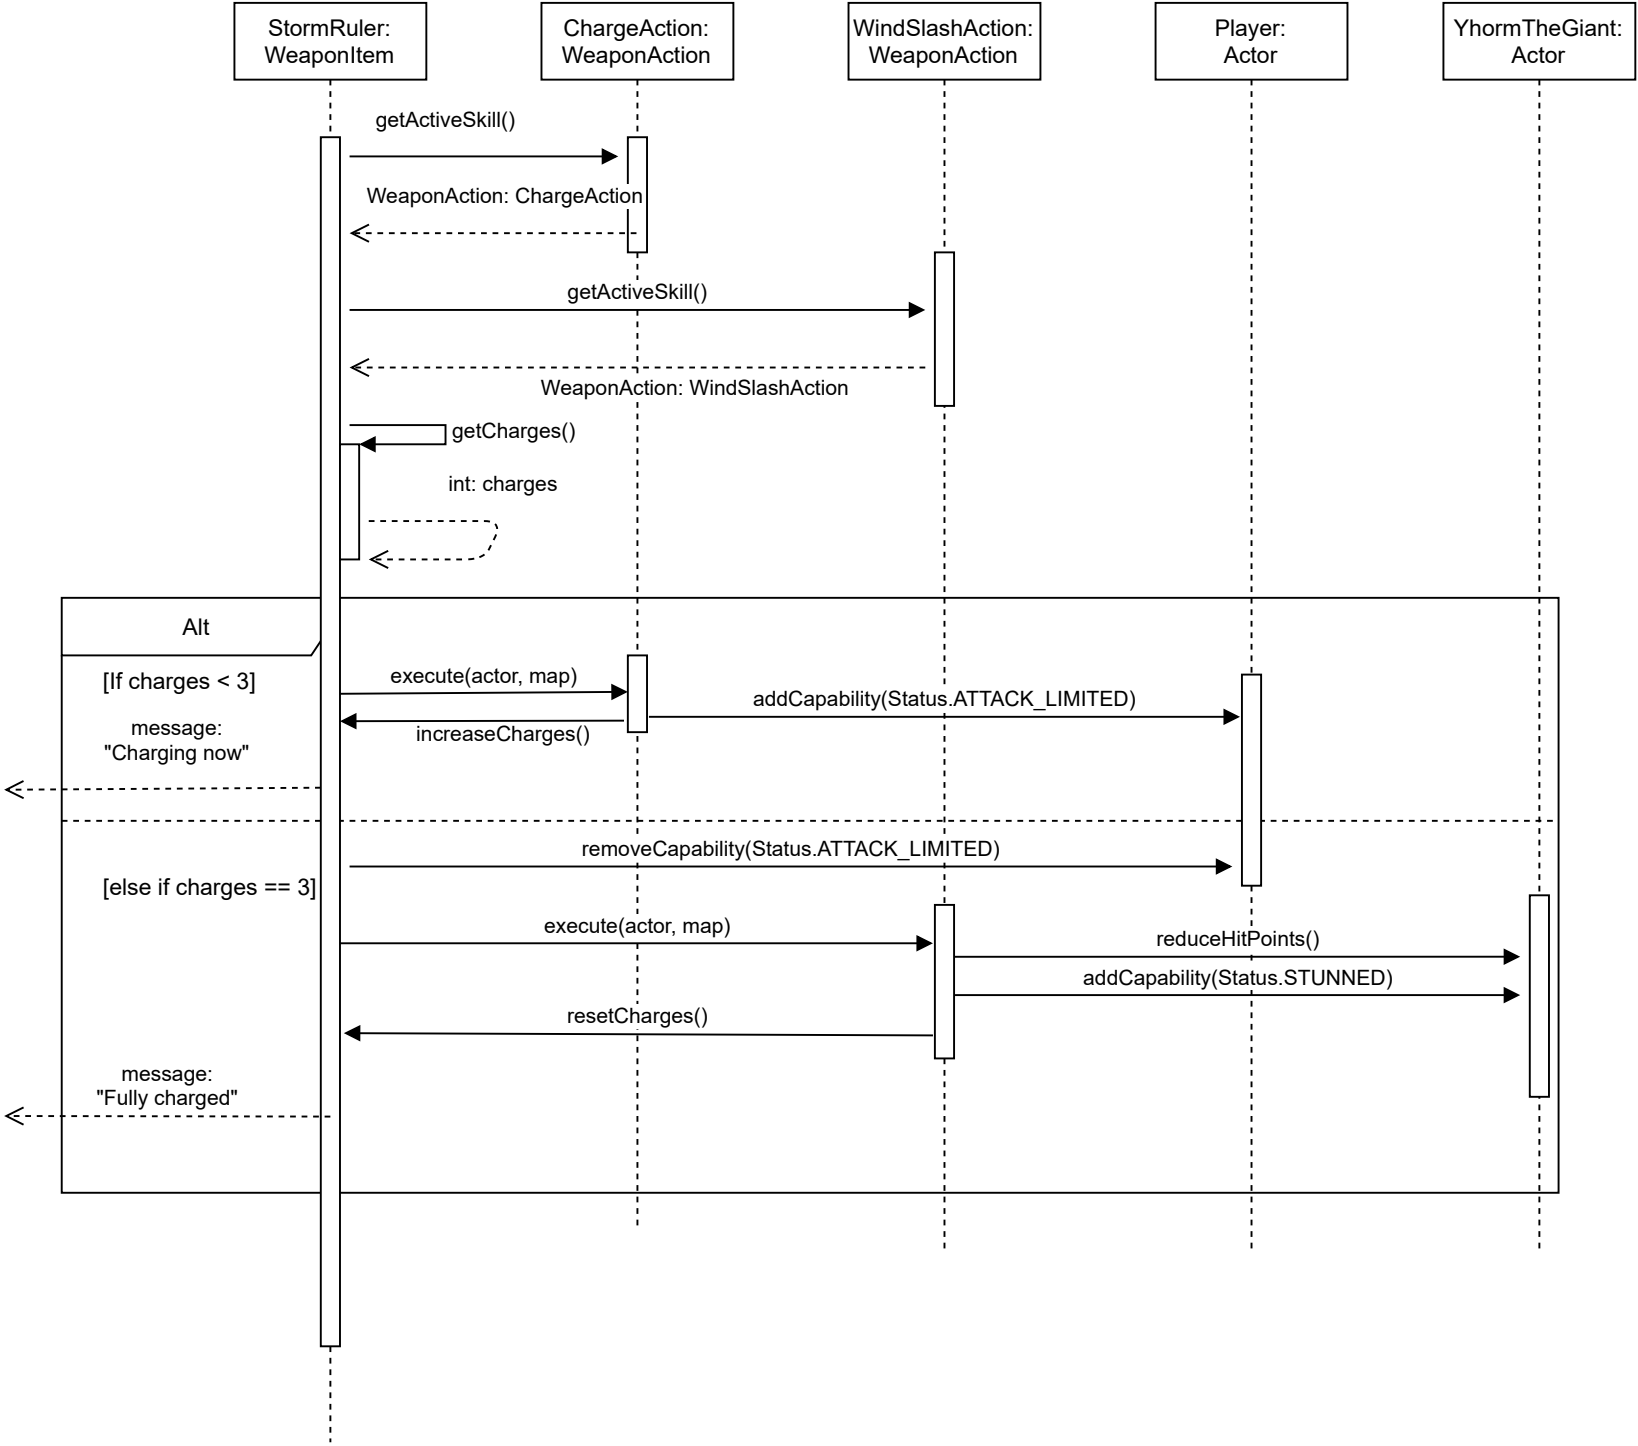 StormRuler:
WeaponItem
ChargeAction:
WeaponAction
WindSlashAction:
WeaponAction
Player:
Actor
YhormTheGiant:
Actor
getActiveSkill()
WeaponAction: ChargeAction
getActiveSkill()
WeaponAction: WindSlashAction
getCharges()
int: charges
Alt
[If charges < 3]
execute(actor, map)
addCapability(Status.ATTACK_LIMITED)
increaseCharges()
message:
"Charging now"
removeCapability(Status.ATTACK_LIMITED)
[else if charges == 3]
execute(actor, map)
reduceHitPoints()
addCapability(Status.STUNNED)
resetCharges()
message:
"Fully charged"